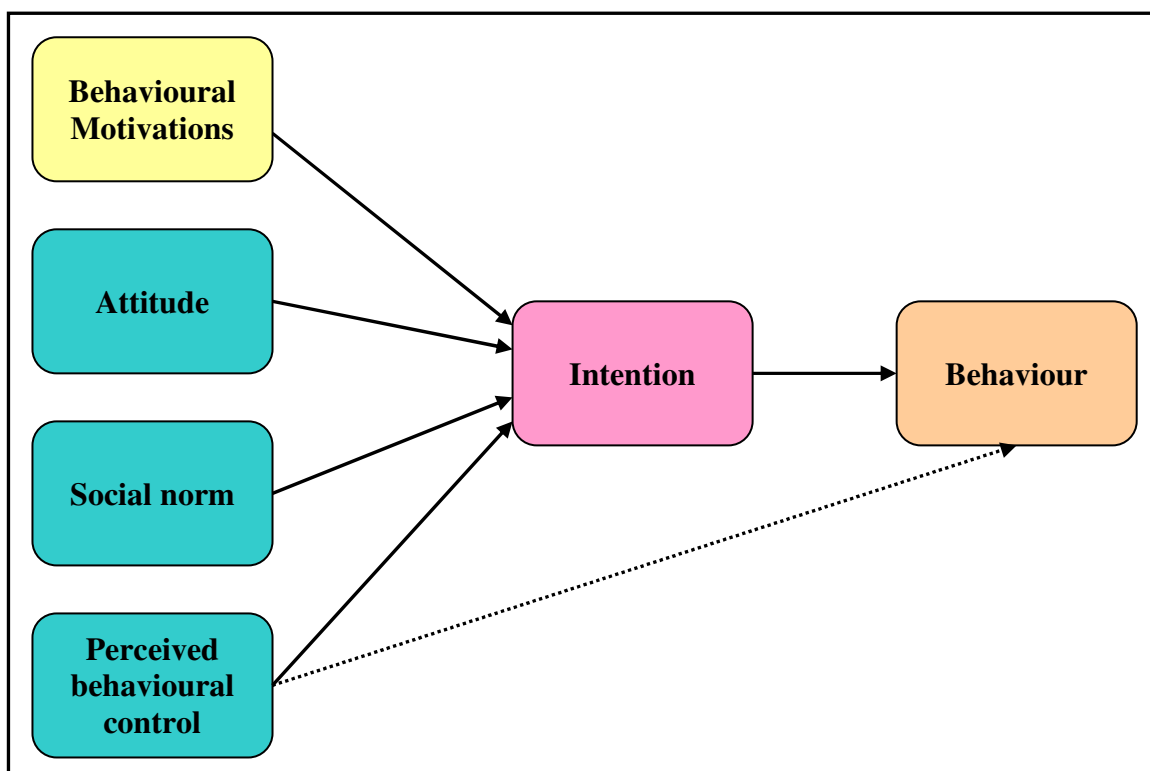 Behavioural
Motivations
Attitude
Social norm
Perceived
behavioural
control
Intention
Behaviour